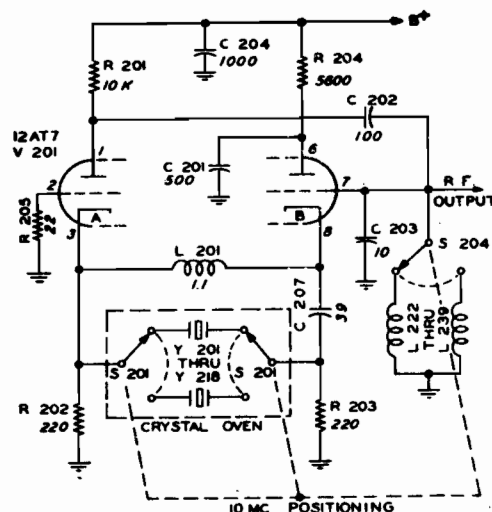 B+
C 204
1000
R 201
10 K
R 204
5800
C 202
100
12AT7
V 201
1
6
C 201
500
2
7
RF
OUTPUT
R 205
22
A
B
3
8
C 203
10
S 204
L 201
1.1
C 207
39
L 222
THRU
L 239
Y 201
THRU
Y 218
S 201
S 201
R 202
220
R 203
220
CRYSTAL OVEN
10 MC POSITIONING